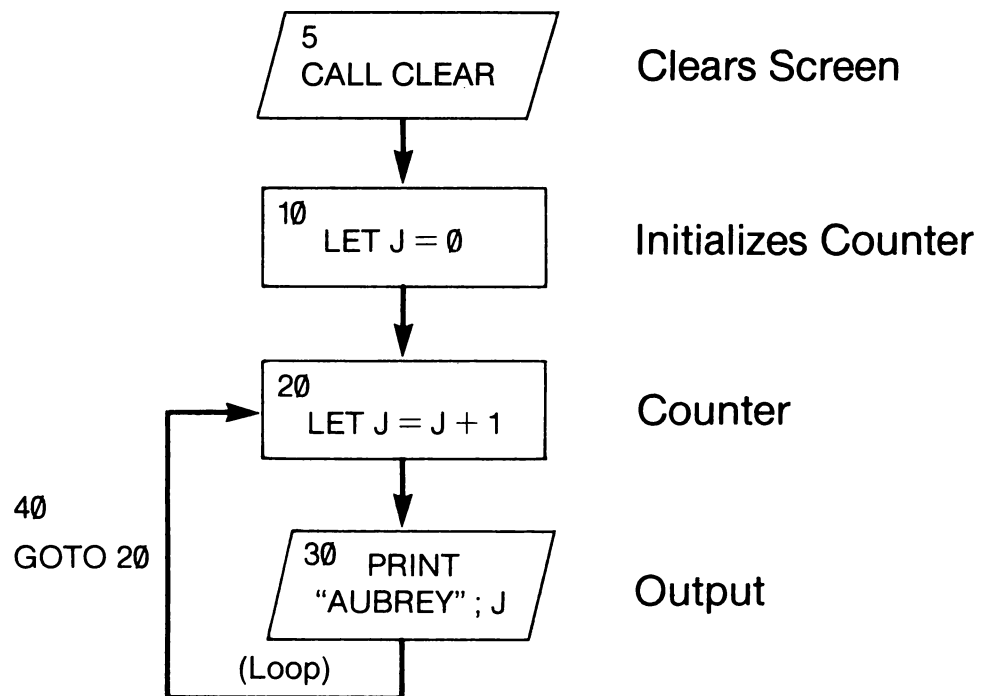 5
CALL CLEAR
Clears Screen
10
LET J = 0
Initializes Counter
20
LET J = J + 1
Counter
40
GOTO 20
30 PRINT
“AUBREY” ; J
Output
(Loop)